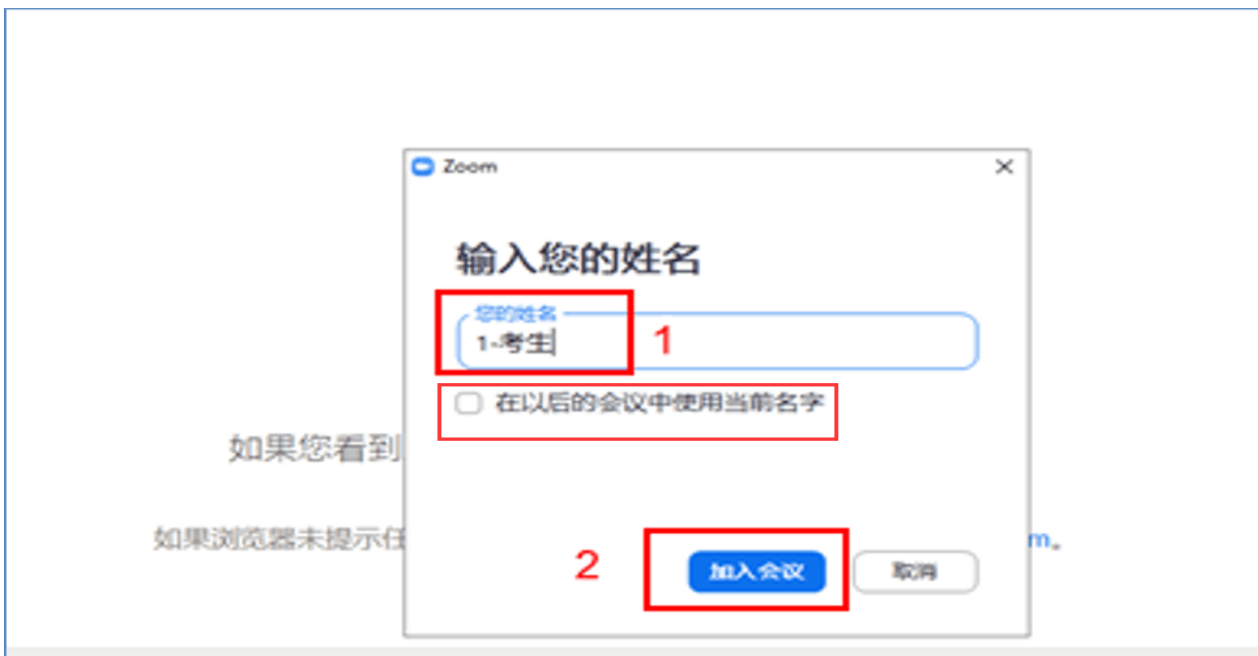 Zoom
输入您的姓名
您的姓名
1-考生
1
在以后的会议中使用当前名字
如果您看到
如果浏览器未提示任
m。
2
加入会议
取消